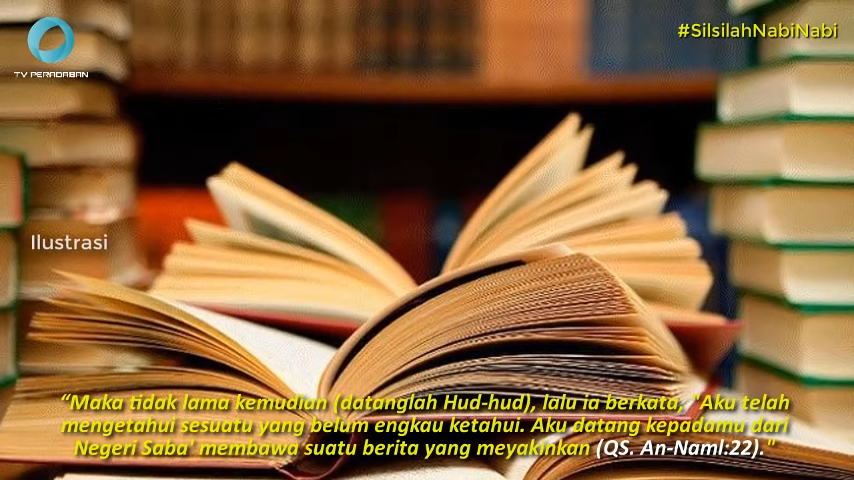 #SilsilahNabiNabi
TV PERADABAN
Ilustrasi
“Maka tidak lama kemudian (datanglah Hud-hud), lalu ia berkata, "Aku telah
mengetahui sesuatu yang belum engkau ketahui. Aku datang kepadamu dari
Negeri Saba' membawa suatu berita yang meyakinkan (QS. An-Naml:22)."